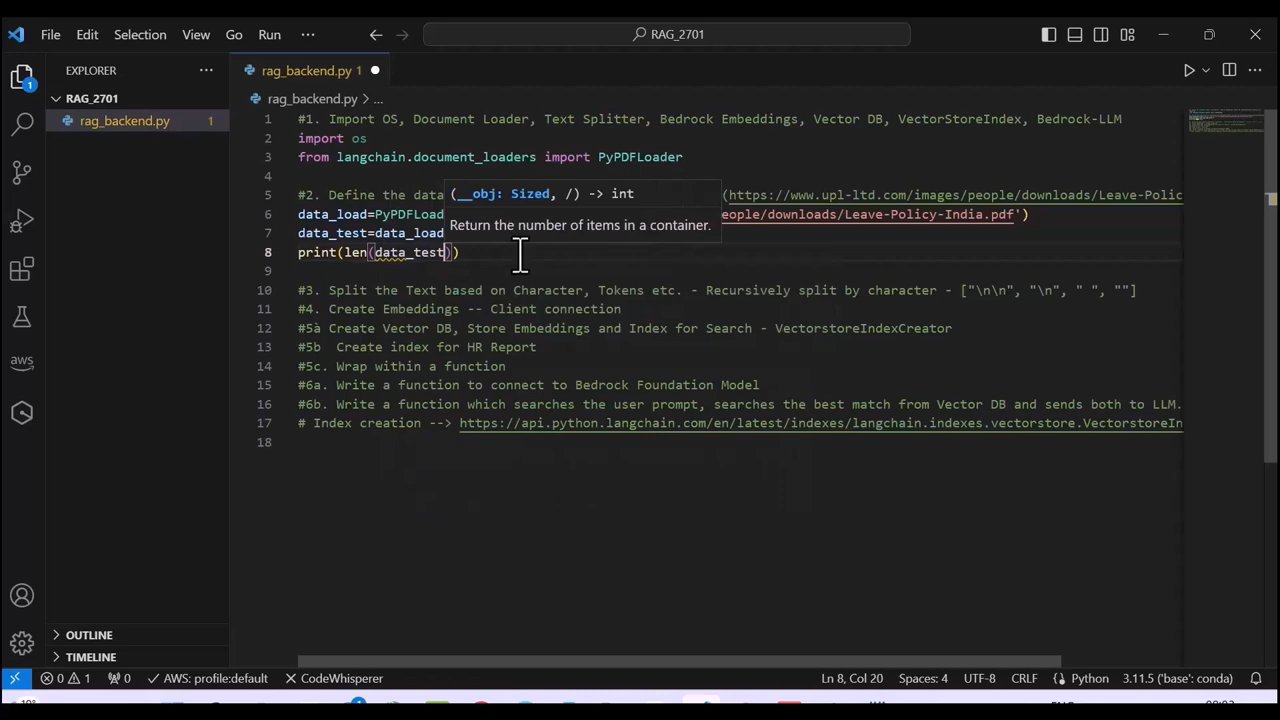 File Edit Selection View Go Run ··· RAG_2701
EXPLORER ···
rag_backend.py 1
RAG_2701
rag_backend.py 1
rag_backend.py > ...
1 #1. Import OS, Document Loader, Text Splitter, Bedrock Embeddings, Vector DB, VectorStoreIndex, Bedrock-LLM
2 import os
3 from langchain.document_loaders import PyPDFLoader
4
(__obj: Sized, /) -> int
5 #2. Define the data (https://www.upl-ltd.com/images/people/downloads/Leave-Polic
6 data_load=PyPDFLoad eople/downloads/Leave-Policy-India.pdf')
Return the number of items in a container.
7 data_test=data_load
8 print(len(data_test))
9
10 #3. Split the Text based on Character, Tokens etc. - Recursively split by character - ["\n\n", "\n", " ", ""]
11 #4. Create Embeddings -- Client connection
12 #5à Create Vector DB, Store Embeddings and Index for Search - VectorstoreIndexCreator
13 #5b  Create index for HR Report
14 #5c. Wrap within a function
15 #6a. Write a function to connect to Bedrock Foundation Model
16 #6b. Write a function which searches the user prompt, searches the best match from Vector DB and sends both to LLM.
17 # Index creation --> https://api.python.langchain.com/en/latest/indexes/langchain.indexes.vectorstore.VectorstoreIn
18
aws
1
OUTLINE
TIMELINE
0 1 0 AWS: profile:default CodeWhisperer Ln 8, Col 20 Spaces: 4 UTF-8 CRLF Python 3.11.5 ('base': conda)